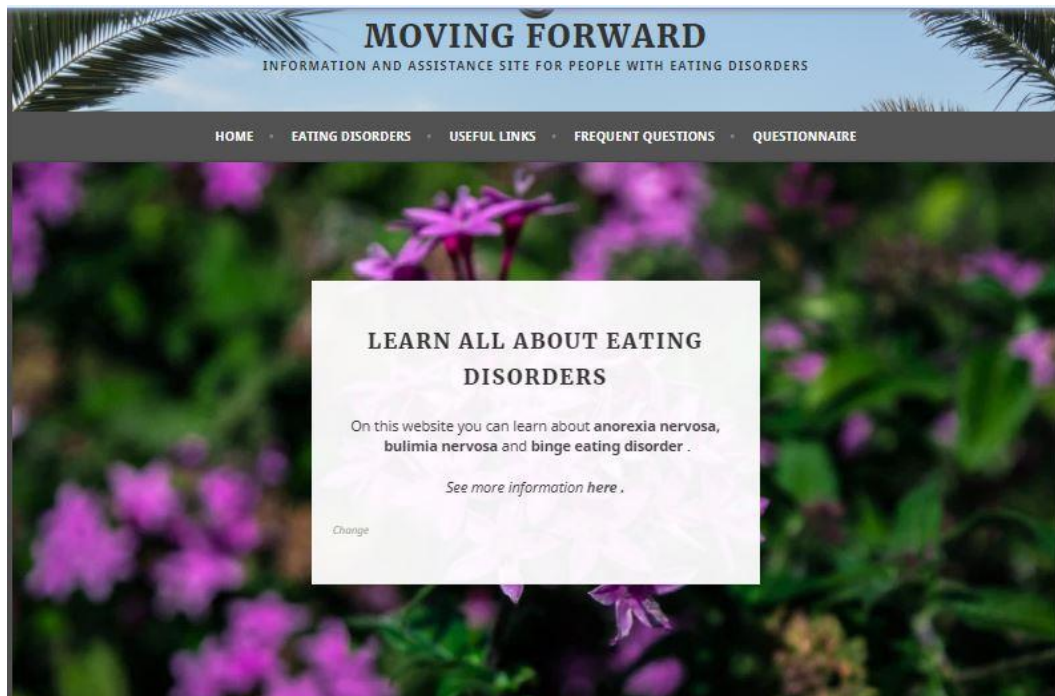 MOVING FORWARD
INFORMATION AND ASSISTANCE SITE FOR PEOPLE WITH EATING DISORDERS
HOME • EATING DISORDERS • USEFUL LINKS • FREQUENT QUESTIONS • QUESTIONNAIRE
LEARN ALL ABOUT EATING
DISORDERS
On this website you can learn about anorexia nervosa,
bulimia nervosa and binge eating disorder .
See more information here .
Change